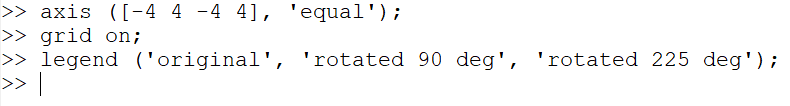 >> axis ([-4 4 -4 4], 'equal');
>> grid on;
>> legend ('original', 'rotated 90 deg', 'rotated 225 deg');
>>